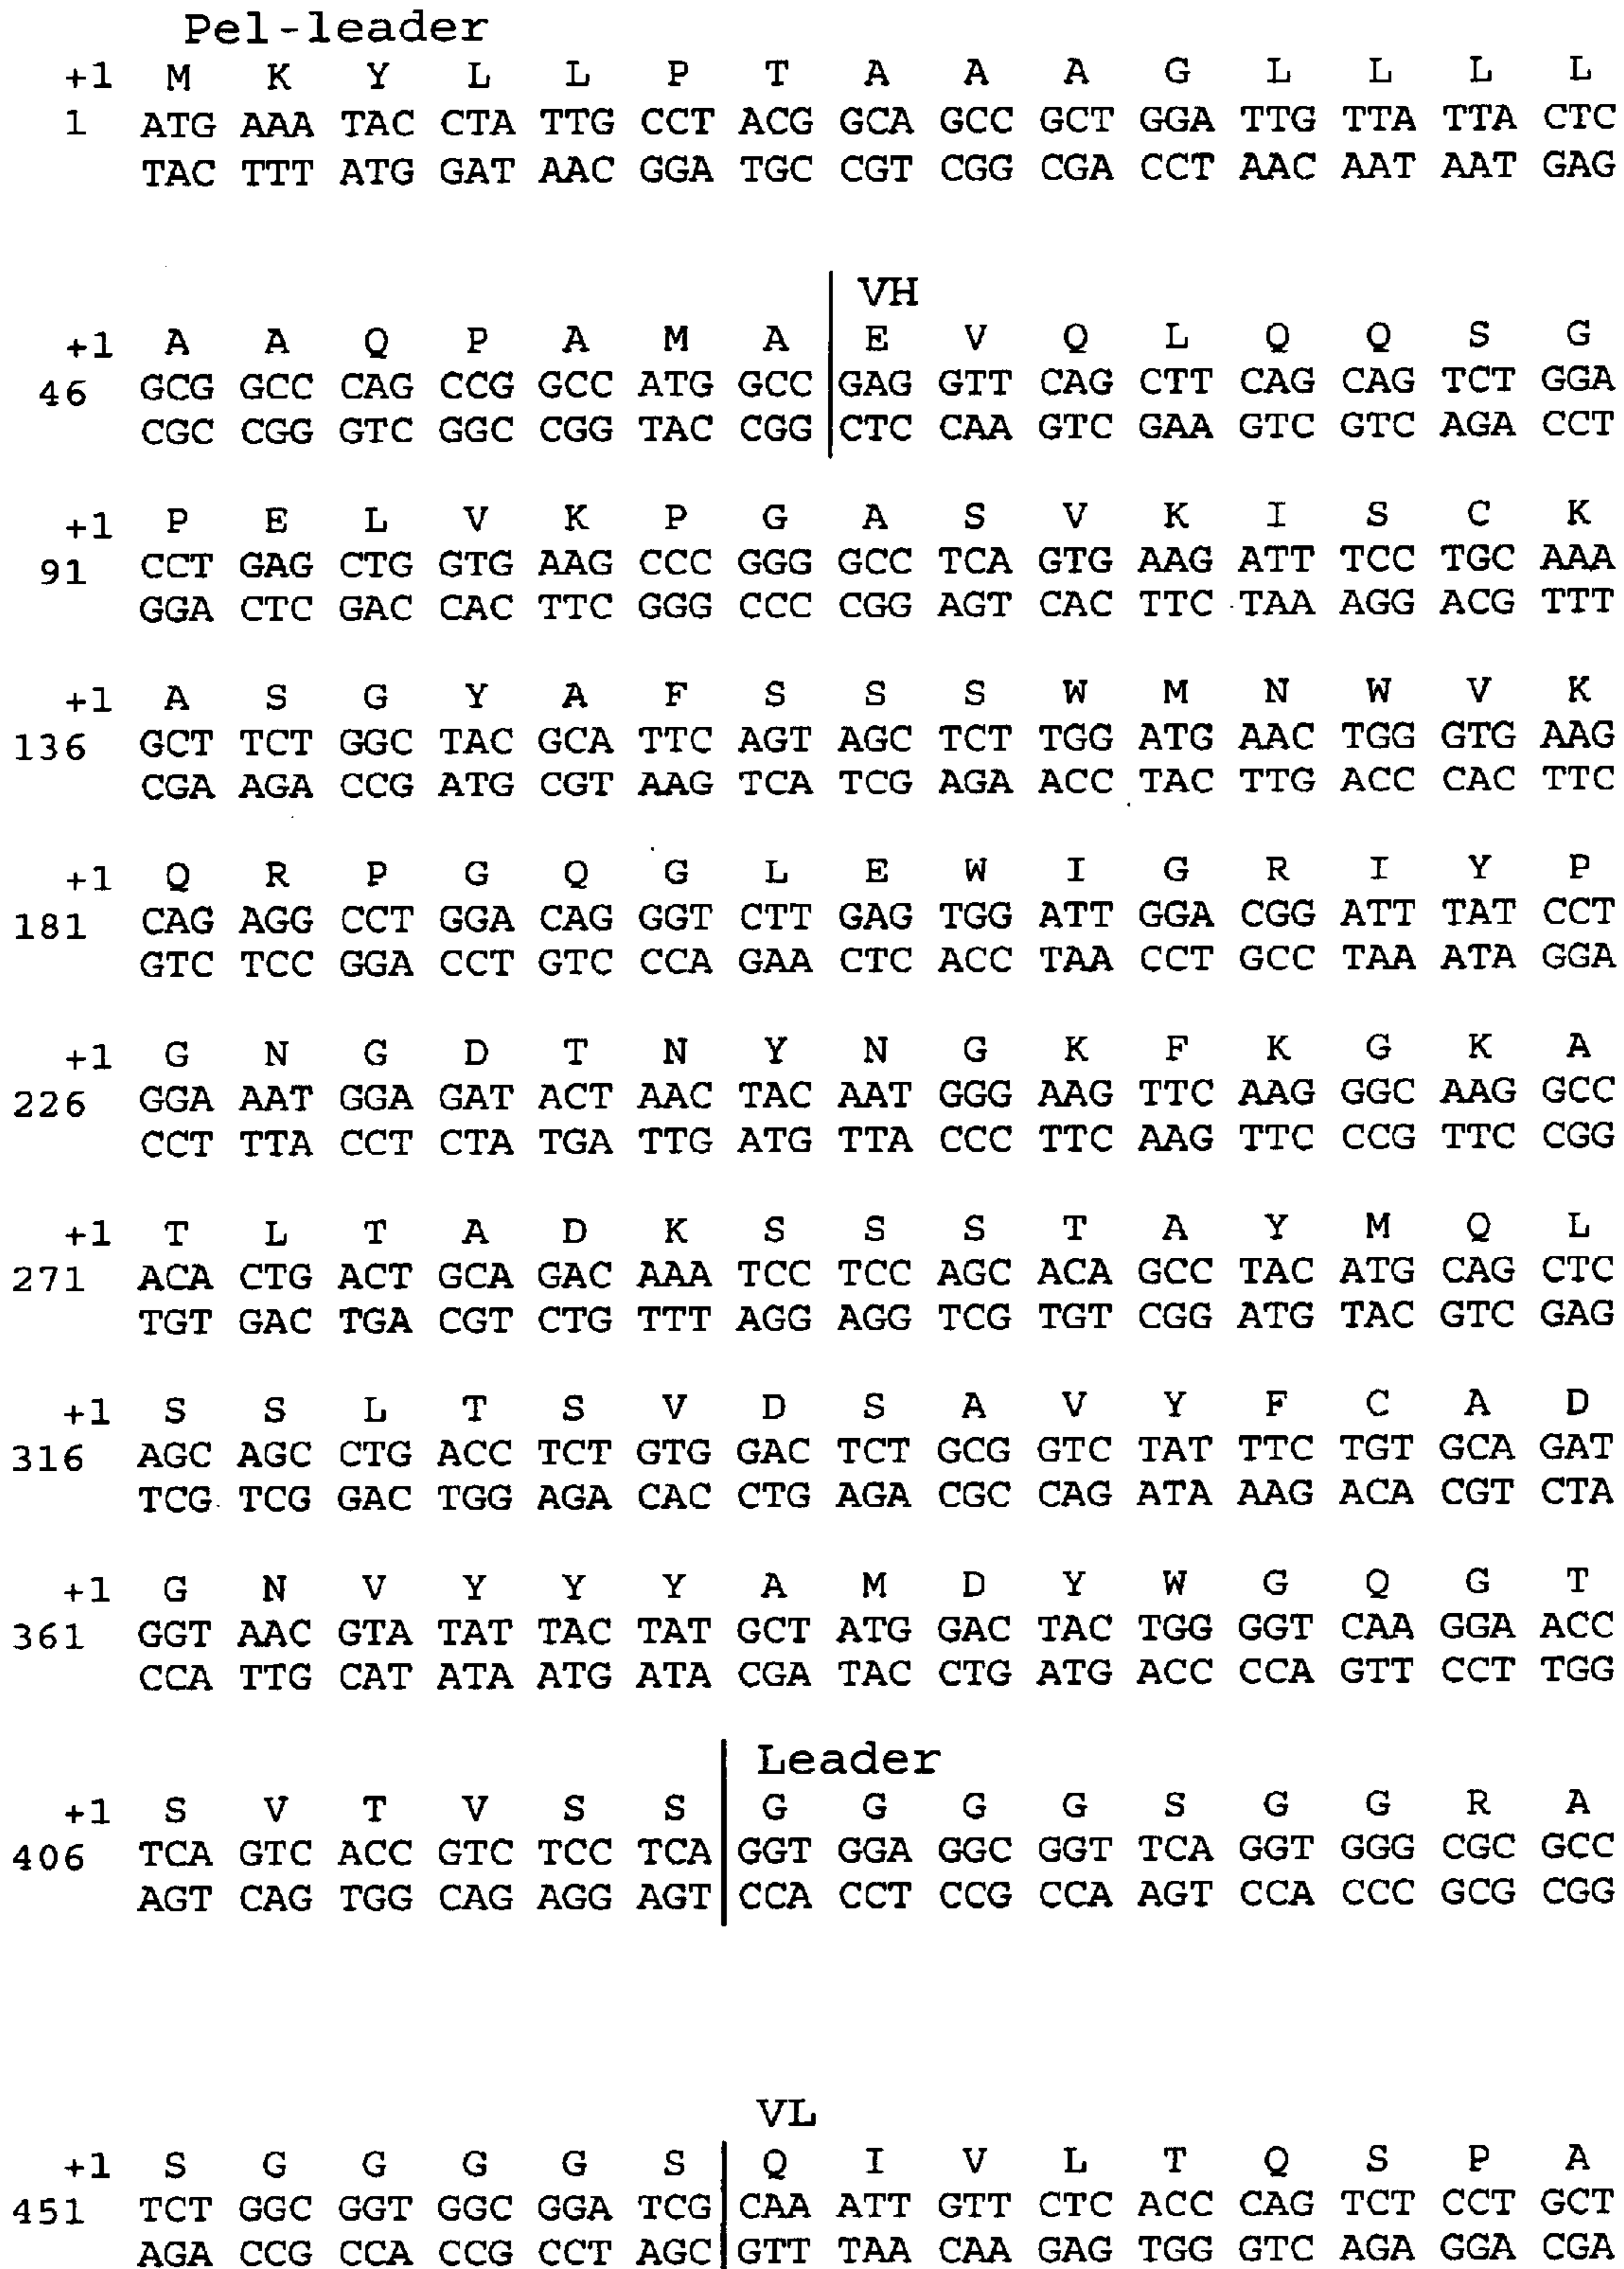 Pel-leader
+1 M K Y L L P T A A A G L L L L
1 ATG AAA TAC CTA TTG CCT ACG GCA GCC GCT GGA TTG TTA TTA CTC
TAC TTT ATG GAT AAC GGA TGC CGT CGG CGA CCT AAC AAT AAT GAG
VH
+1 A A Q P A M A E V Q L Q Q S G
46 GCG GCC CAG CCG GCC ATG GCC GAG GTT CAG CTT CAG CAG TCT GGA
CGC CGG GTC GGC CGG TAC CGG CTC CAA GTC GAA GTC GTC AGA CCT
+1 P E L V K P G A S V K I S C K
91 CCT GAG CTG GTG AAG CCC GGG GCC TCA GTG AAG ATT TCC TGC AAA
GGA CTC GAC CAC TTC GGG CCC CGG AGT CAC TTC TAA AGG ACG TTT
+1 A S G Y A F S S S W M N W V K
136 GCT TCT GGC TAC GCA TTC AGT AGC TCT TGG ATG AAC TGG GTG AAG
CGA AGA CCG ATG CGT AAG TCA TCG AGA ACC TAC TTG ACC CAC TTC
+1 Q R P G Q G L E W I G R I Y P
181 CAG AGG CCT GGA CAG GGT CTT GAG TGG ATT GGA CGG ATT TAT CCT
GTC TCC GGA CCT GTC CCA GAA CTC ACC TAA CCT GCC TAA ATA GGA
+1 G N G D T N Y N G K F K G K A
226 GGA AAT GGA GAT ACT AAC TAC AAT GGG AAG TTC AAG GGC AAG GCC
CCT TTA CCT CTA TGA TTG ATG TTA CCC TTC AAG TTC CCG TTC CGG
+1 T L T A D K S S S T A Y M Q L
271 ACA CTG ACT GCA GAC AAA TCC TCC AGC ACA GCC TAC ATG CAG CTC
TGT GAC TGA CGT CTG TTT AGG AGG TCG TGT CGG ATG TAC GTC GAG
+1 S S L T S V D S A V Y F C A D
316 AGC AGC CTG ACC TCT GTG GAC TCT GCG GTC TAT TTC TGT GCA GAT
TCG TCG GAC TGG AGA CAC CTG AGA CGC CAG ATA AAG ACA CGT CTA
+1 G N V Y Y Y A M D Y W G Q G T
361 GGT AAC GTA TAT TAC TAT GCT ATG GAC TAC TGG GGT CAA GGA ACC
CCA TTG CAT ATA ATG ATA CGA TAC CTG ATG ACC CCA GTT CCT TGG
Leader
+1 S V T V S S G G G G S G G R A
406 TCA GTC ACC GTC TCC TCA GGT GGA GGC GGT TCA GGT GGG CGC GCC
AGT CAG TGG CAG AGG AGT CCA CCT CCG CCA AGT CCA CCC GCG CGG
VL
+1 S G G G G S Q I V L T Q S P A
451 TCT GGC GGT GGC GGA TCG CAA ATT GTT CTC ACC CAG TCT CCT GCT
AGA CCG CCA CCG CCT AGC GTT TAA CAA GAG TGG GTC AGA GGA CGA